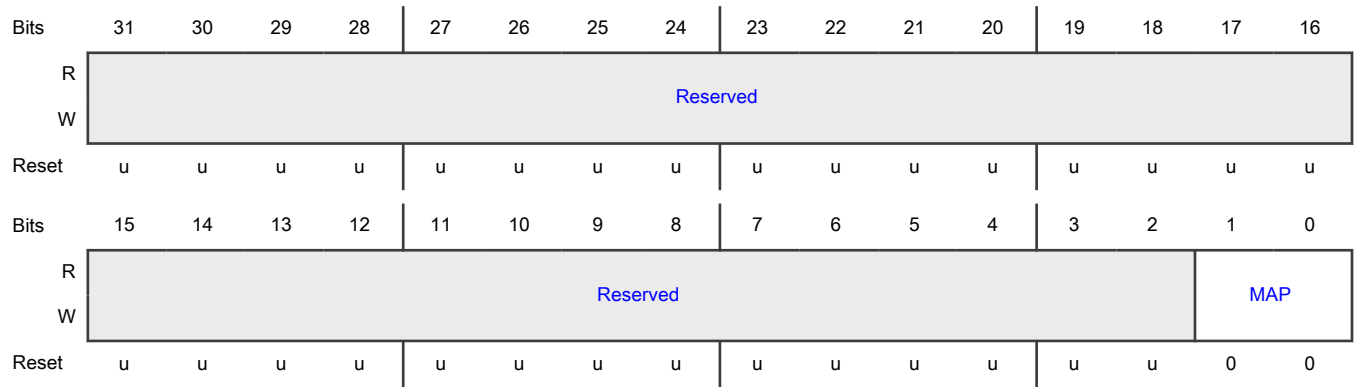 Bits 31 30 29 28 27 26 25 24 23 22 21 20 19 18 17 16
R
Reserved
W
Reset u u u u u u u u u u u u u u u u
Bits 15 14 13 12 11 10 9 8 7 6 5 4 3 2 1 0
R
Reserved MAP
W
Reset u u u u u u u u u u u u u u 0 0